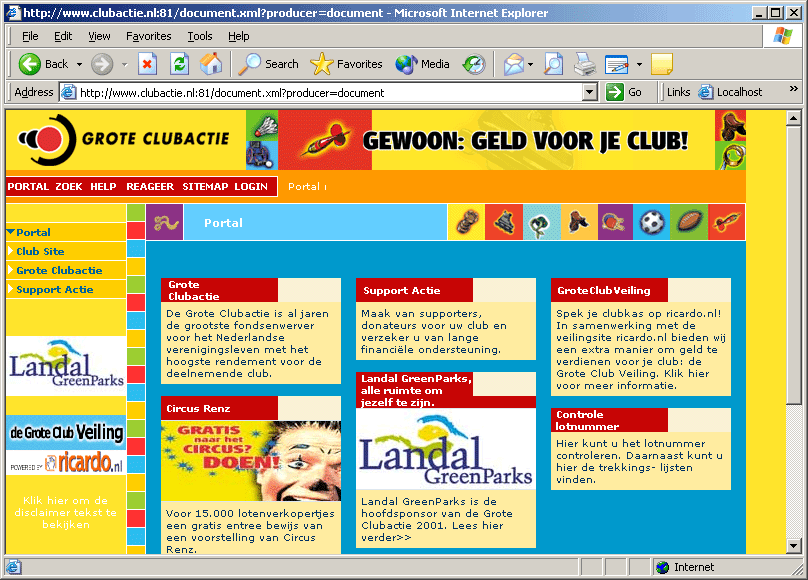 http://www.clubactie.nl:81/document.xml?producer=document - Microsoft Internet Explorer
File Edit View Favorites Tools Help
Back Search Favorites Media
Address http://www.clubactie.nl:81/document.xml?producer=document Go Links Localhost
GROTE CLUBACTIE GEWOON: GELD VOOR JE CLUB!
PORTAL ZOEK HELP REAGEER SITEMAP LOGIN Portal
Portal
Club Site
Grote Clubactie
Support Actie
Landal
GreenParks
de Grote Club Veiling
POWERED BY ricardo.nl
Klik hier om de
disclaimer tekst te
bekijken
Portal
Grote
Clubactie
De Grote Clubactie is al jaren
de grootste fondsenwerver
voor het Nederlandse
verenigingsleven met het
hoogste rendement voor de
deelnemende club.
Circus Renz
GRATIS
naar het
CIRCUS?
DOEN!
Voor 15.000 lotenverkopertjes
een gratis entree bewijs van
een voorstelling van Circus
Renz.
Support Actie
Maak van supporters,
donateurs voor uw club en
verzeker u van lange
financiële ondersteuning.
Landal GreenParks,
alle ruimte om
jezelf te zijn.
Landal
GreenParks
Landal GreenParks is de
hoofdsponsor van de Grote
Clubactie 2001. Lees hier
verder>>
GroteClubVeiling
Spek je clubkas op ricardo.nl!
In samenwerking met de
veilingsite ricardo.nl bieden wij
een extra manier om geld te
verdienen voor je club: de
Grote Club Veiling. Klik hier
voor meer informatie.
Controle
lotnummer
Hier kunt u het lotnummer
controleren. Daarnaast kunt u
hier de trekkings- lijsten
vinden.
Internet